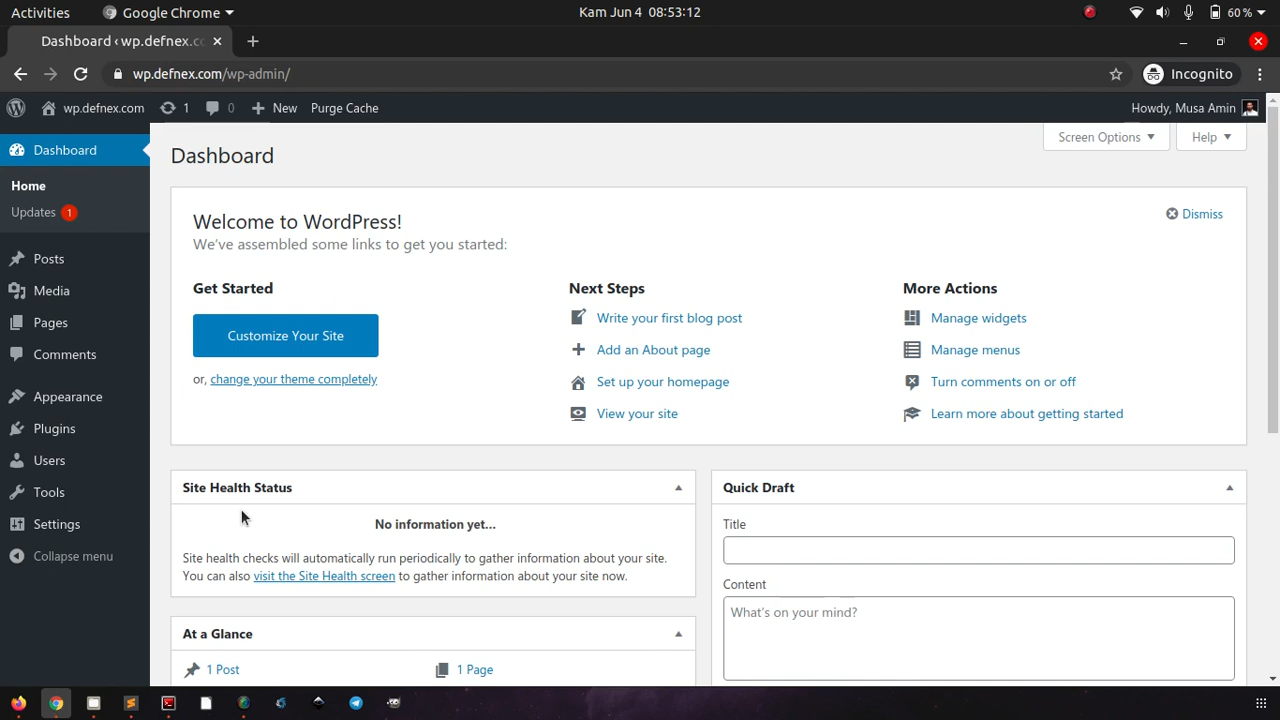 Activities
Google Chrome
Kam Jun 4 08:53:12
60%
Dashboard ‹ wp.defnex.cc
wp.defnex.com/wp-admin/
Incognito
wp.defnex.com
1
0
New
Purge Cache
Howdy, Musa Amin
Dashboard
Home
Updates 1
Posts
Media
Pages
Comments
Appearance
Plugins
Users
Tools
Settings
Collapse menu
Screen Options
Help
Dashboard
Welcome to WordPress!
We've assembled some links to get you started:
Dismiss
Get Started
Customize Your Site
or, change your theme completely
Next Steps
Write your first blog post
Add an About page
Set up your homepage
View your site
More Actions
Manage widgets
Manage menus
Turn comments on or off
Learn more about getting started
Site Health Status
No information yet...
Site health checks will automatically run periodically to gather information about your site.
You can also visit the Site Health screen to gather information about your site now.
At a Glance
1 Post
1 Page
Quick Draft
Title
Content
What's on your mind?